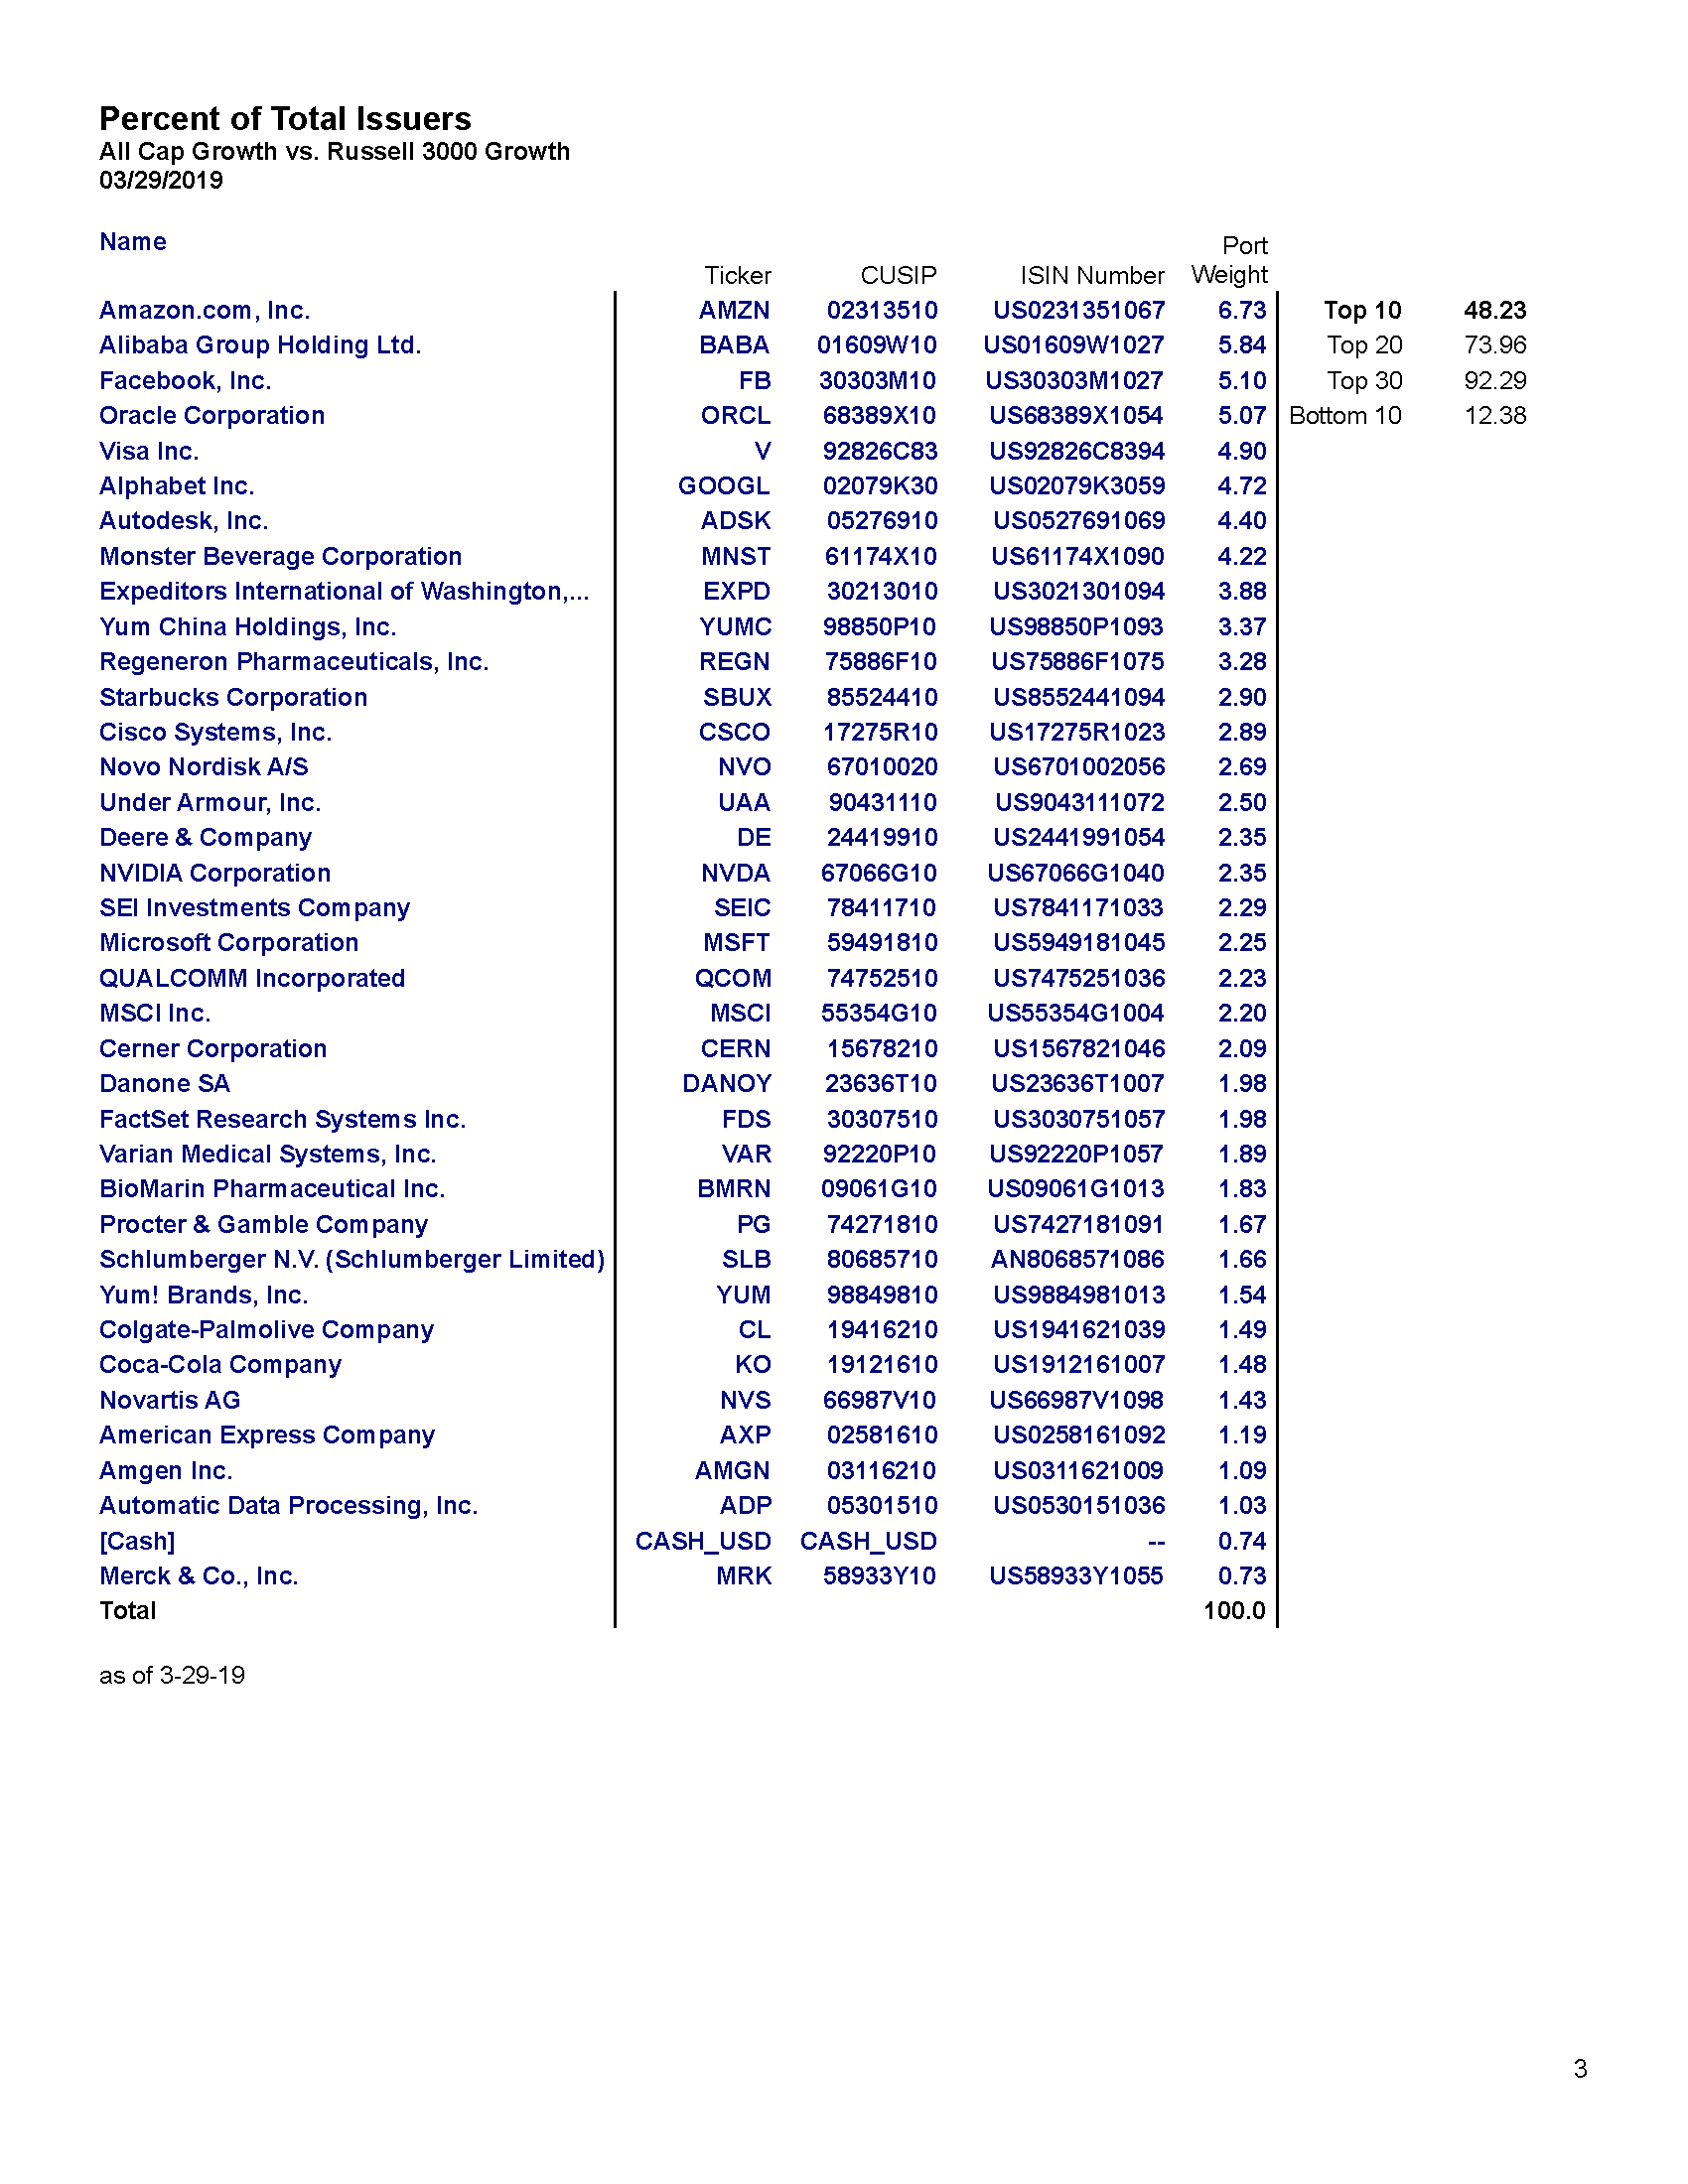 Percent of Total Issuers
All Cap Growth vs. Russell 3000 Growth
03/29/2019
Name Ticker CUSIP ISIN Number Port Weight
Amazon.com, Inc. AMZN 02313510 US0231351067 6.73 Top 10 48.23
Alibaba Group Holding Ltd. BABA 01609W10 US01609W1027 5.84 Top 20 73.96
Facebook, Inc. FB 30303M10 US30303M1027 5.10 Top 30 92.29
Oracle Corporation ORCL 68389X10 US68389X1054 5.07 Bottom 10 12.38
Visa Inc. V 92826C83 US92826C8394 4.90
Alphabet Inc. GOOGL 02079K30 US02079K3059 4.72
Autodesk, Inc. ADSK 05276910 US0527691069 4.40
Monster Beverage Corporation MNST 61174X10 US61174X1090 4.22
Expeditors International of Washington,... EXPD 30213010 US3021301094 3.88
Yum China Holdings, Inc. YUMC 98850P10 US98850P1093 3.37
Regeneron Pharmaceuticals, Inc. REGN 75886F10 US75886F1075 3.28
Starbucks Corporation SBUX 85524410 US8552441094 2.90
Cisco Systems, Inc. CSCO 17275R10 US17275R1023 2.89
Novo Nordisk A/S NVO 67010020 US6701002056 2.69
Under Armour, Inc. UAA 90431110 US9043111072 2.50
Deere & Company DE 24419910 US2441991054 2.35
NVIDIA Corporation NVDA 67066G10 US67066G1040 2.35
SEI Investments Company SEIC 78411710 US7841171033 2.29
Microsoft Corporation MSFT 59491810 US5949181045 2.25
QUALCOMM Incorporated QCOM 74752510 US7475251036 2.23
MSCI Inc. MSCI 55354G10 US55354G1004 2.20
Cerner Corporation CERN 15678210 US1567821046 2.09
Danone SA DANOY 23636T10 US23636T1007 1.98
FactSet Research Systems Inc. FDS 30307510 US3030751057 1.98
Varian Medical Systems, Inc. VAR 92220P10 US92220P1057 1.89
BioMarin Pharmaceutical Inc. BMRN 09061G10 US09061G1013 1.83
Procter & Gamble Company PG 74271810 US7427181091 1.67
Schlumberger N.V. (Schlumberger Limited) SLB 80685710 AN8068571086 1.66
Yum! Brands, Inc. YUM 98849810 US9884981013 1.54
Colgate-Palmolive Company CL 19416210 US1941621039 1.49
Coca-Cola Company KO 19121610 US1912161007 1.48
Novartis AG NVS 66987V10 US66987V1098 1.43
American Express Company AXP 02581610 US0258161092 1.19
Amgen Inc. AMGN 03116210 US0311621009 1.09
Automatic Data Processing, Inc. ADP 05301510 US0530151036 1.03
[Cash] CASH_USD CASH_USD -- 0.74
Merck & Co., Inc. MRK 58933Y10 US58933Y1055 0.73
Total 100.0
as of 3-29-19
3